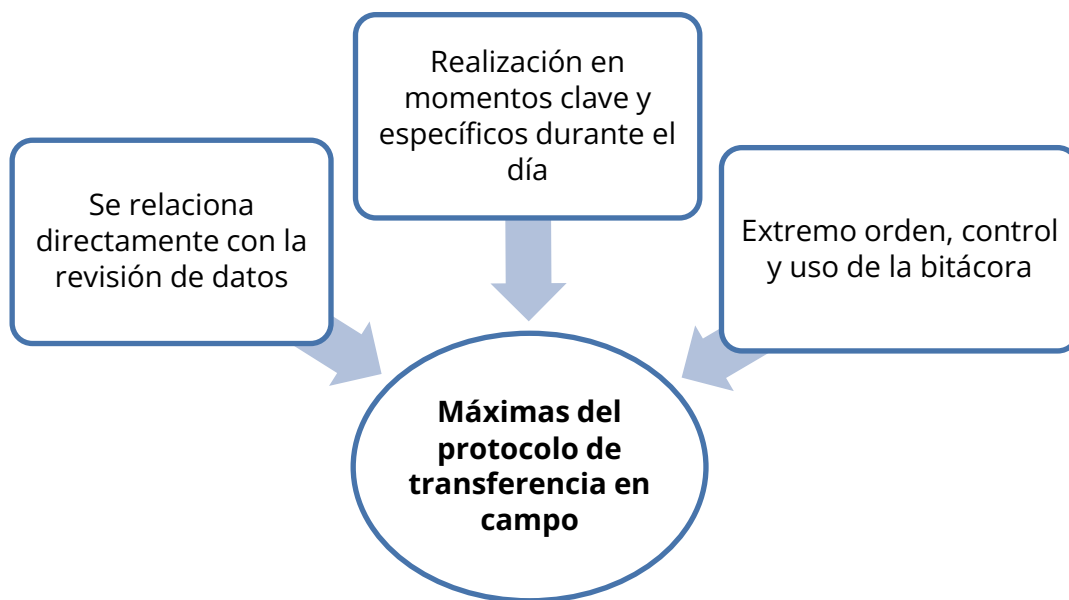 Realización en
momentos clave y
específicos durante el
día
Se relaciona
directamente con la
revisión de datos
Extremo orden, control
y uso de la bitácora
Máximas del
protocolo de
transferencia en
campo